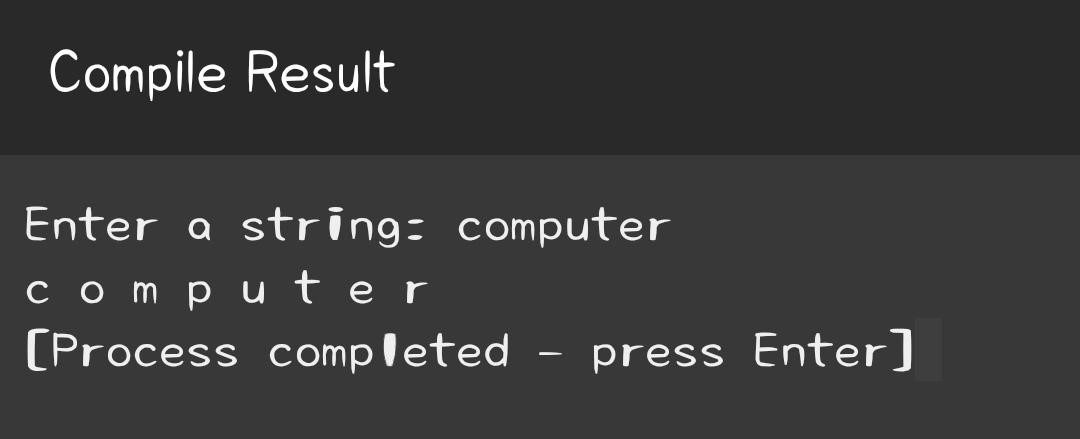 Compile Result
Enter a string: computer
c o m p u t e r
[Process completed - press Enter]